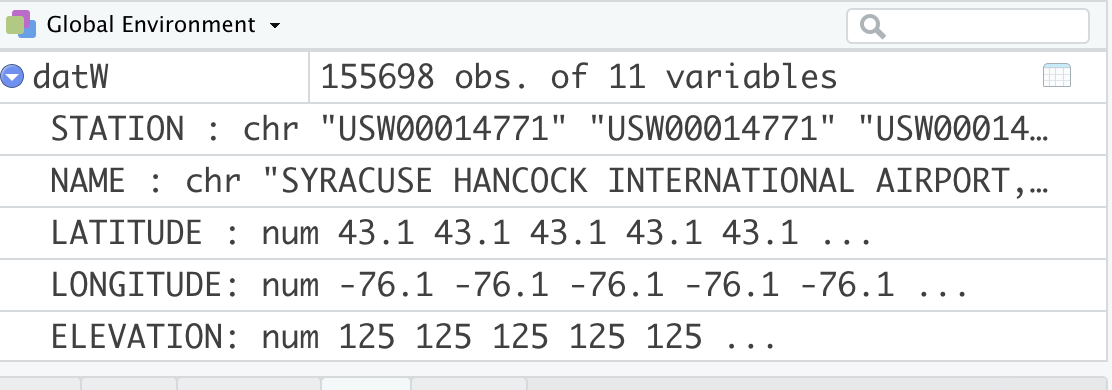 Global Environment
datW 155698 obs. of 11 variables
STATION : chr "USW00014771" "USW00014771" "USW00014…
NAME : chr "SYRACUSE HANCOCK INTERNATIONAL AIRPORT,…
LATITUDE : num 43.1 43.1 43.1 43.1 43.1 ...
LONGITUDE: num -76.1 -76.1 -76.1 -76.1 -76.1 ...
ELEVATION: num 125 125 125 125 125 ...